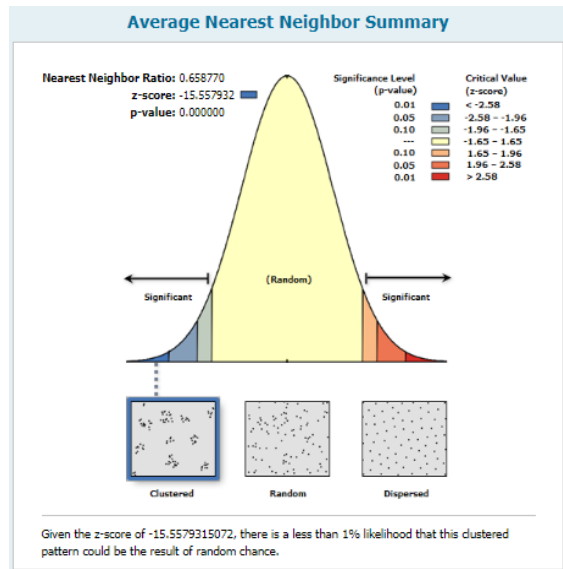 Average Nearest Neighbor Summary
Nearest Neighbor Ratio: 0.658770
z-score: -15.557932
p-value: 0.000000
Significance Level
(p-value)
Critical Value
(z-score)
0.01 < -2.58
0.05 -2.58 - -1.96
0.10 -1.96 - -1.65
--- -1.65 - 1.65
0.10 1.65 - 1.96
0.05 1.96 - 2.58
0.01 > 2.58
(Random)
Significant
Significant
Clustered
Random
Dispersed
Given the z-score of -15.5579315072, there is a less than 1% likelihood that this clustered
pattern could be the result of random chance.